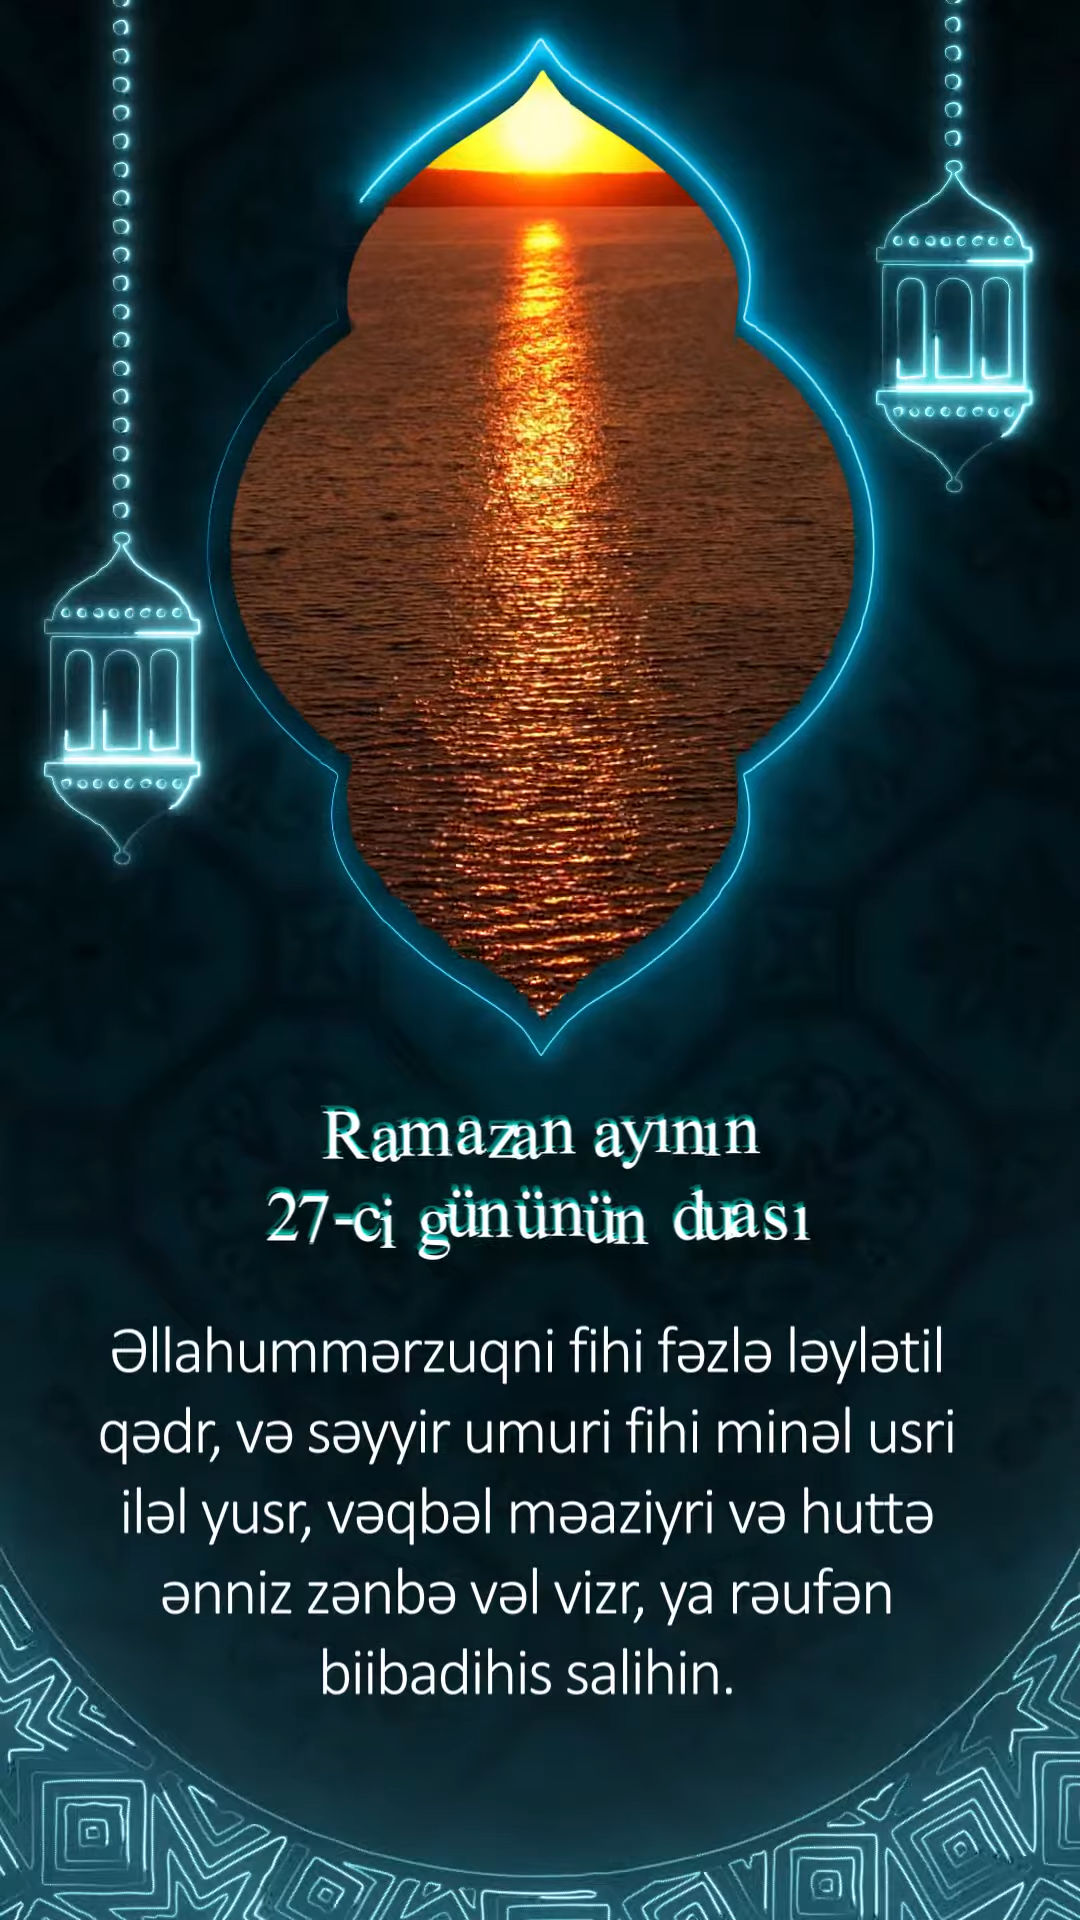 Ramazan ayının
27-ci gününün duası
Əllahummərzuqni fihi fəzlə ləylətil
qədr, və səyyir umuri fihi minəl usri
iləl yusr, vəqbəl məaziyri və huttə
ənniz zənbə vəl vizr, ya rəufən
biibadihis salihin.